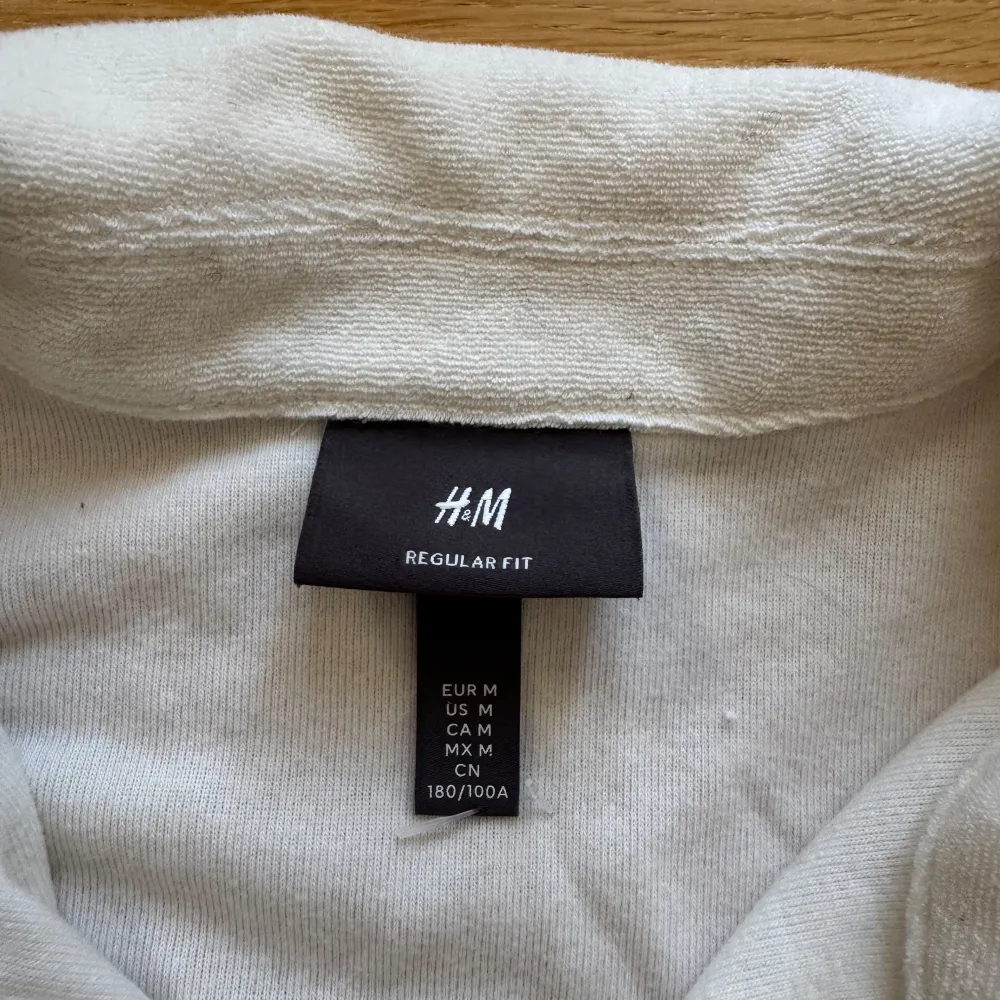 H&M
REGULAR FIT
EUR M
US M
CA M
MX M
CN
180/100A